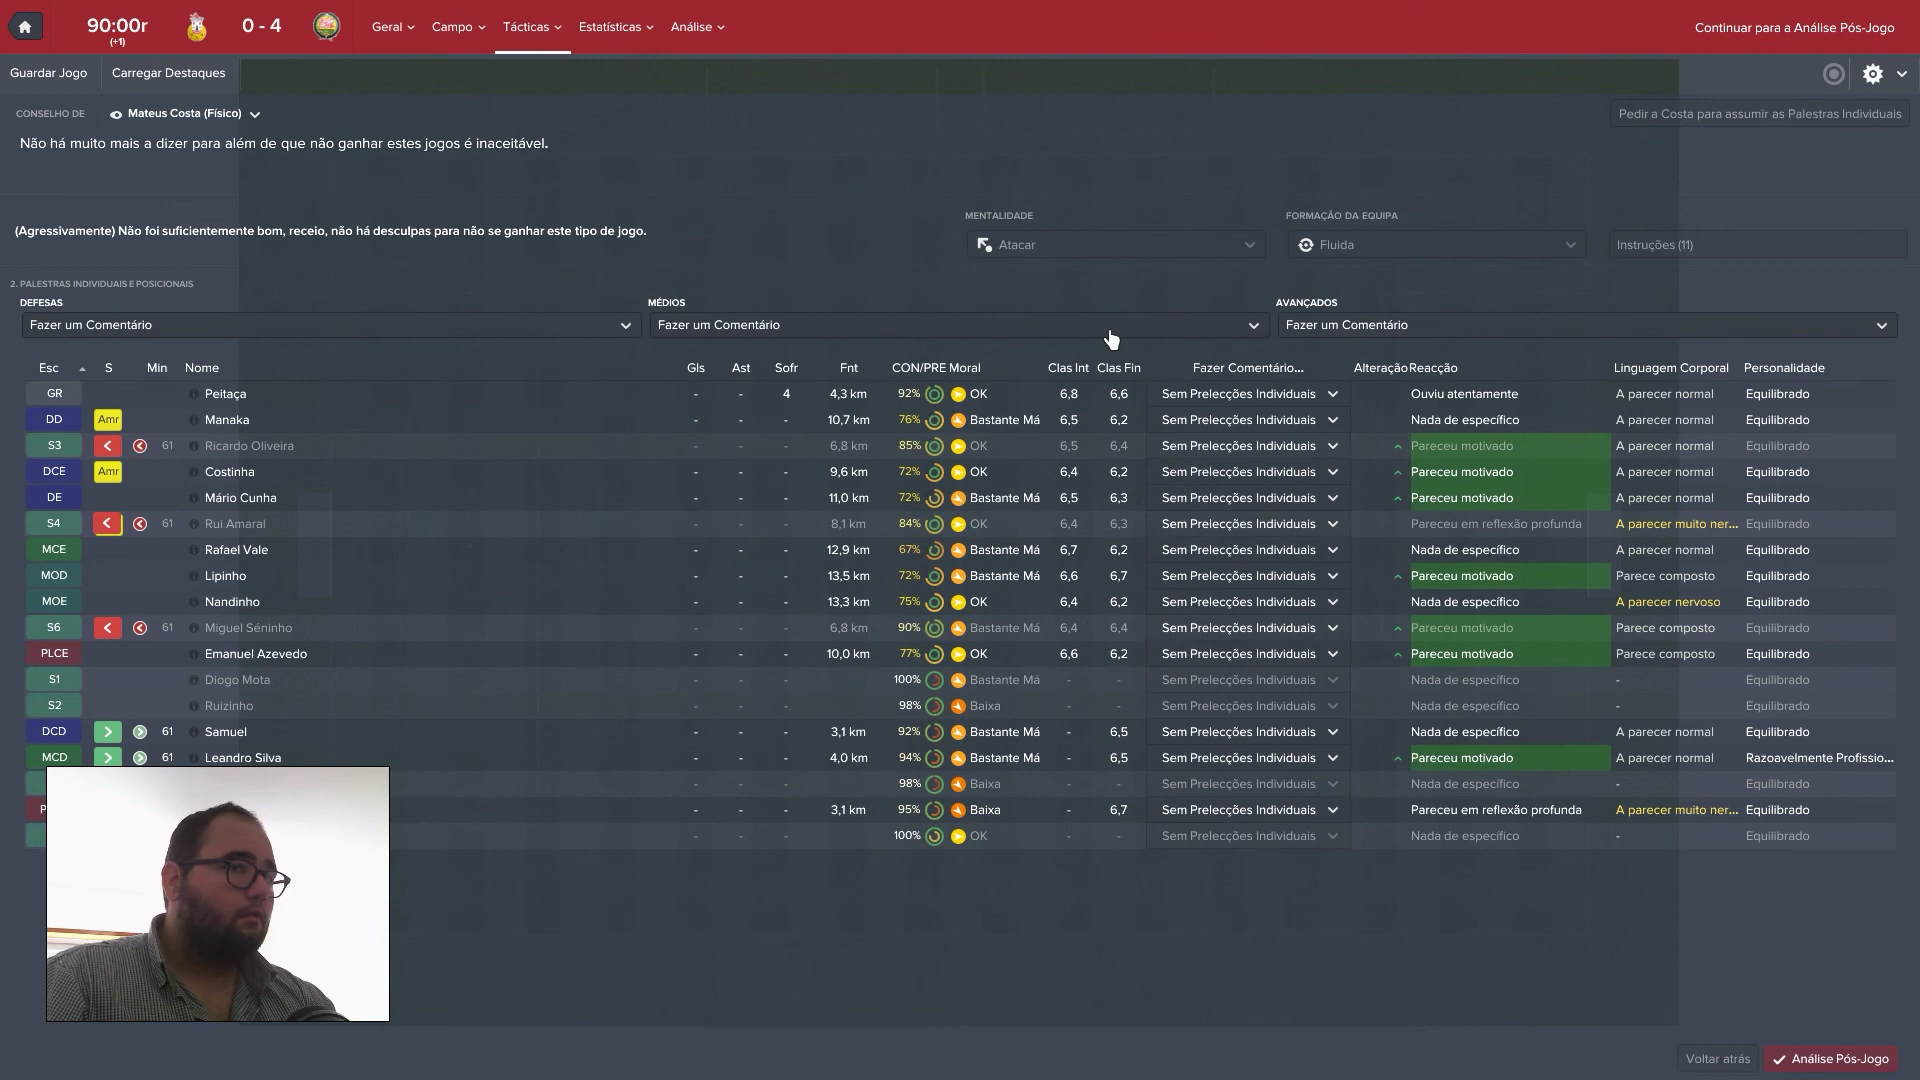 90:00r
(+1)
0 - 4
Geral
Campo
Tácticas
Estatísticas
Análise
Continuar para a Análise Pós-Jogo
Guardar Jogo
Carregar Destaques
CONSELHO DE
Mateus Costa (Físico)
Pedir a Costa para assumir as Palestras Individuais
Não há muito mais a dizer para além de que não ganhar estes jogos é inaceitável.
MENTALIDADE
FORMAÇÃO DA EQUIPA
(Agressivamente) Não foi suficientemente bom, receio, não há desculpas para não se ganhar este tipo de jogo.
Atacar
Fluida
Instruções (11)
2. PALESTRAS INDIVIDUAIS E POSICIONAIS
DEFESAS
MÉDIOS
AVANÇADOS
Fazer um Comentário
Fazer um Comentário
Fazer um Comentário
Esc S Min Nome Gls Ast Sofr Fnt CON/PRE Moral Clas Int Clas Fin Fazer Comentário... Alteração Reacção Linguagem Corporal Personalidade
GR Peitaça - - 4 4,3 km 92% OK 6,8 6,6 Sem Prelecções Individuais Ouviu atentamente A parecer normal Equilibrado
DD Amr Manaka - - - 10,7 km 76% Bastante Má 6,5 6,2 Sem Prelecções Individuais Nada de específico A parecer normal Equilibrado
S3 61 Ricardo Oliveira - - - 6,8 km 85% OK 6,5 6,4 Sem Prelecções Individuais Pareceu motivado A parecer normal Equilibrado
DCE Amr Costinha - - - 9,6 km 72% OK 6,4 6,2 Sem Prelecções Individuais Pareceu motivado A parecer normal Equilibrado
DE Mário Cunha - - - 11,0 km 72% Bastante Má 6,5 6,3 Sem Prelecções Individuais Pareceu motivado A parecer normal Equilibrado
S4 61 Rui Amaral - - - 8,1 km 84% OK 6,4 6,3 Sem Prelecções Individuais Pareceu em reflexão profunda A parecer muito ner... Equilibrado
MCE Rafael Vale - - - 12,9 km 67% Bastante Má 6,7 6,2 Sem Prelecções Individuais Nada de específico A parecer normal Equilibrado
MOD Lipinho - - - 13,5 km 72% Bastante Má 6,6 6,7 Sem Prelecções Individuais Pareceu motivado Parece composto Equilibrado
MOE Nandinho - - - 13,3 km 75% OK 6,4 6,2 Sem Prelecções Individuais Nada de específico A parecer nervoso Equilibrado
S6 61 Miguel Séninho - - - 6,8 km 90% Bastante Má 6,4 6,4 Sem Prelecções Individuais Pareceu motivado Parece composto Equilibrado
PLCE Emanuel Azevedo - - - 10,0 km 77% OK 6,6 6,2 Sem Prelecções Individuais Pareceu motivado Parece composto Equilibrado
S1 Diogo Mota 100% Bastante Má - - Sem Prelecções Individuais Nada de específico - Equilibrado
S2 Ruizinho 98% Baixa - - Sem Prelecções Individuais Nada de específico - Equilibrado
DCD 61 Samuel - - - 3,1 km 92% Bastante Má - 6,5 Sem Prelecções Individuais Nada de específico A parecer normal Equilibrado
MCD 61 Leandro Silva - - - 4,0 km 94% Bastante Má - 6,5 Sem Prelecções Individuais Pareceu motivado A parecer normal Razoavelmente Professio...
98% Baixa - - Sem Prelecções Individuais Nada de específico - Equilibrado
P - - - 3,1 km 95% Baixa - 6,7 Sem Prelecções Individuais Pareceu em reflexão profunda A parecer muito ner... Equilibrado
100% OK - - Sem Prelecções Individuais Nada de específico - Equilibrado
Voltar atrás
Análise Pós-Jogo